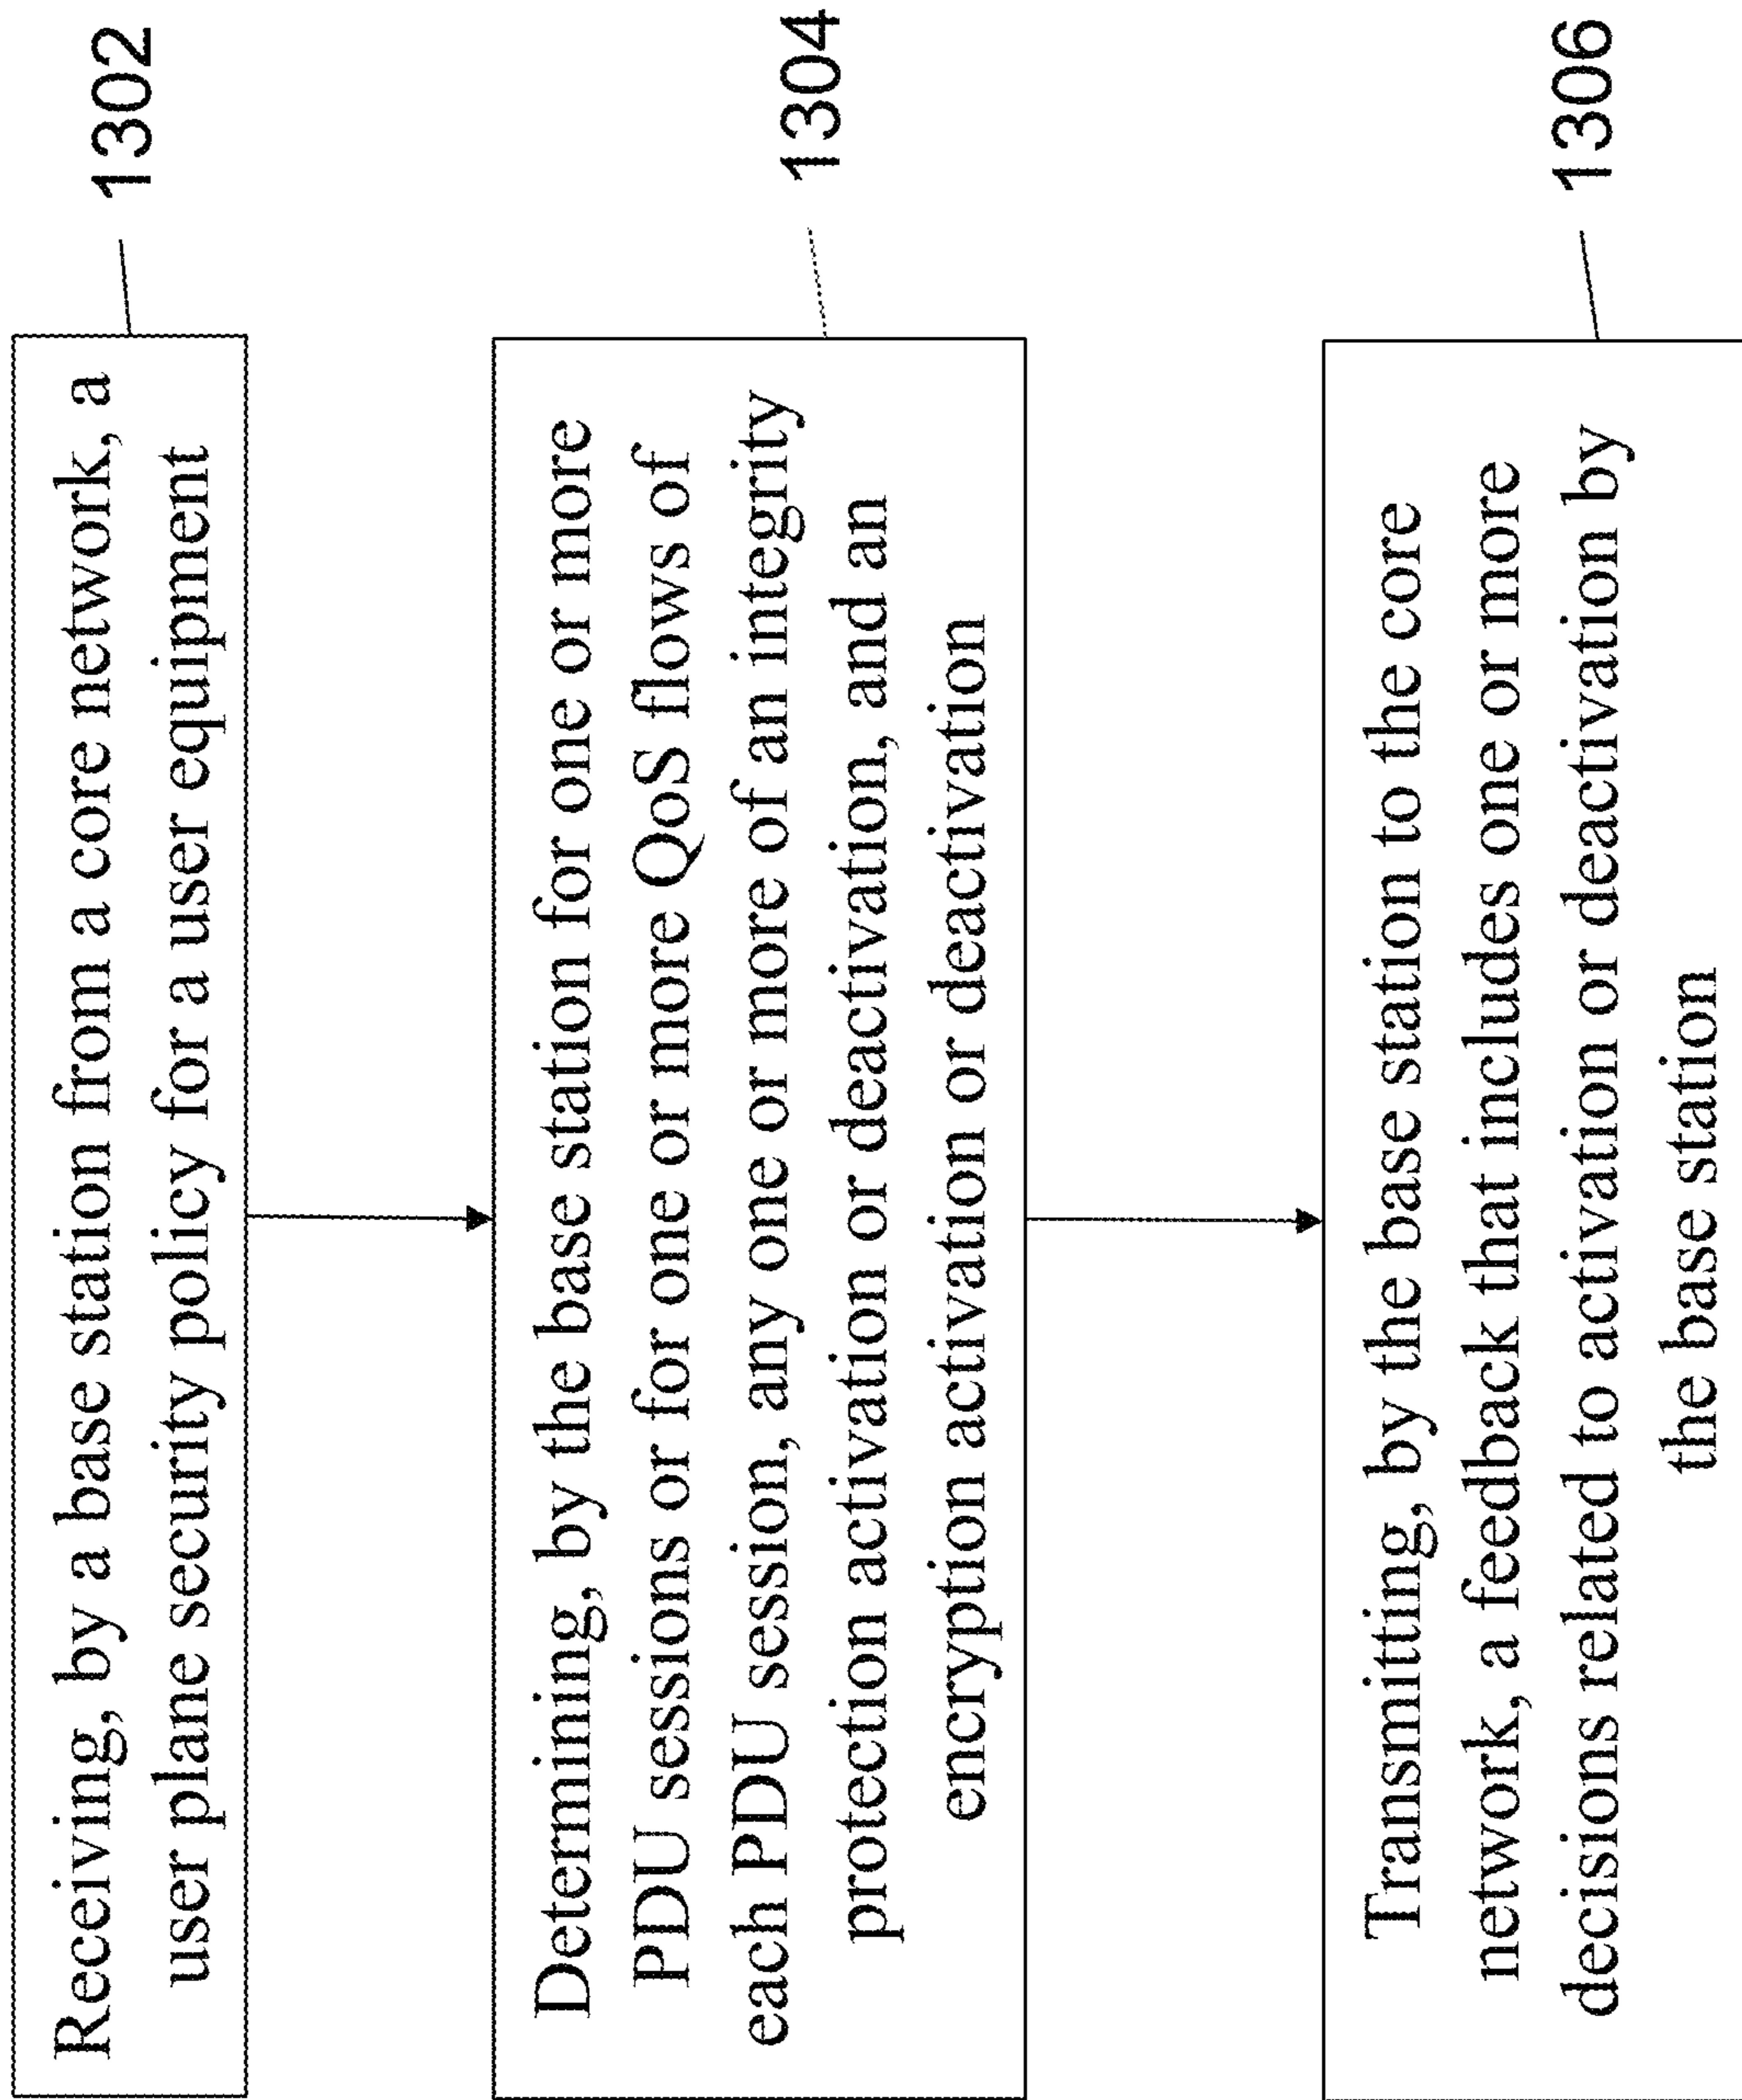 Receiving, by a base station from a core network, a
user plane security policy for a user equipment
1302
Determining, by the base station for one or more
PDU sessions or for one or more QoS flows of
each PDU session, any one or more of an integrity
protection activation or deactivation, and an
encryption activation or deactivation
1304
Transmitting, by the base station to the core
network, a feedback that includes one or more
decisions related to activation or deactivation by
the base station
1306